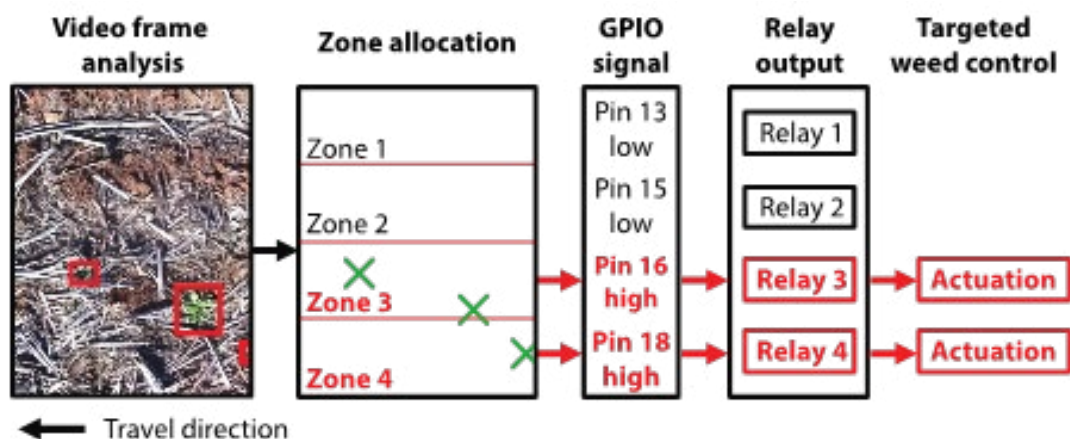 Video frame
analysis
Zone allocation
GPIO
signal
Relay
output
Targeted
weed control
Zone 1
Zone 2
Zone 3
Zone 4
Pin 13
low
Pin 15
low
Pin 16
high
Pin 18
high
Relay 1
Relay 2
Relay 3
Relay 4
Actuation
Actuation
Travel direction